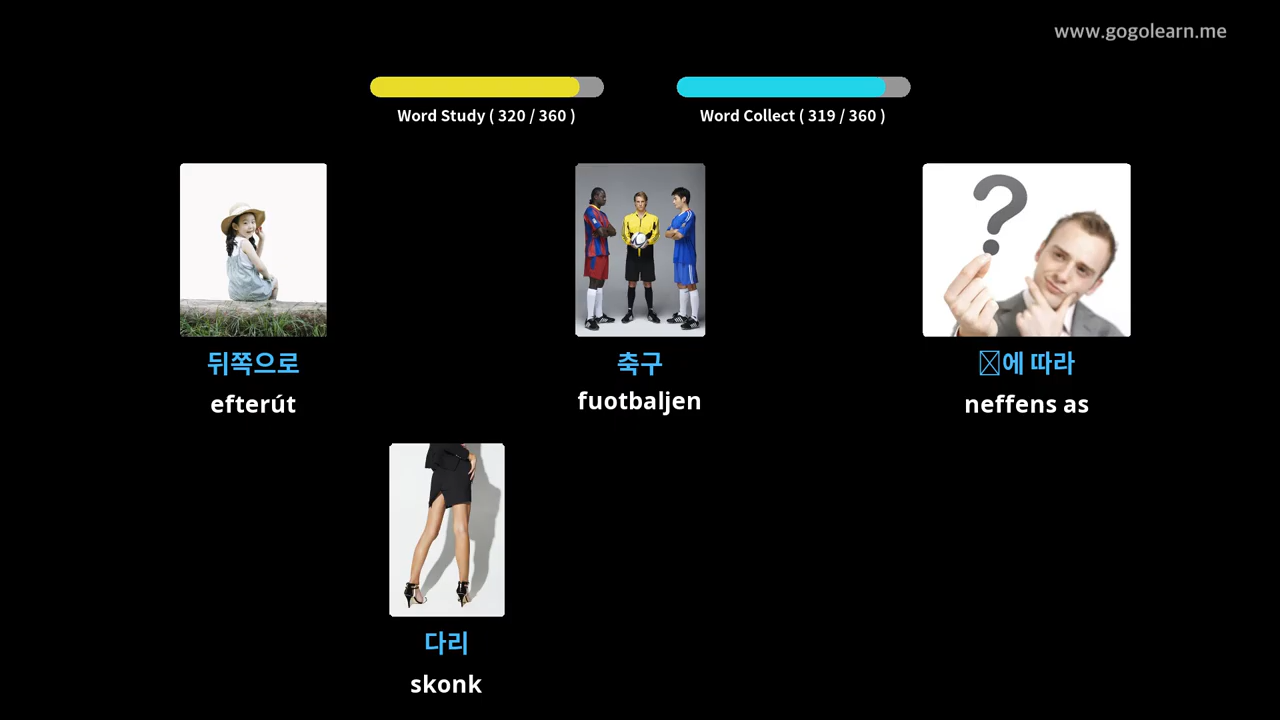 www.gogolearn.me
Word Study ( 320 / 360 )
Word Collect ( 319 / 360 )
뒤쪽으로
efterút
축구
fuotbaljen
에 따라
neffens as
다리
skonk